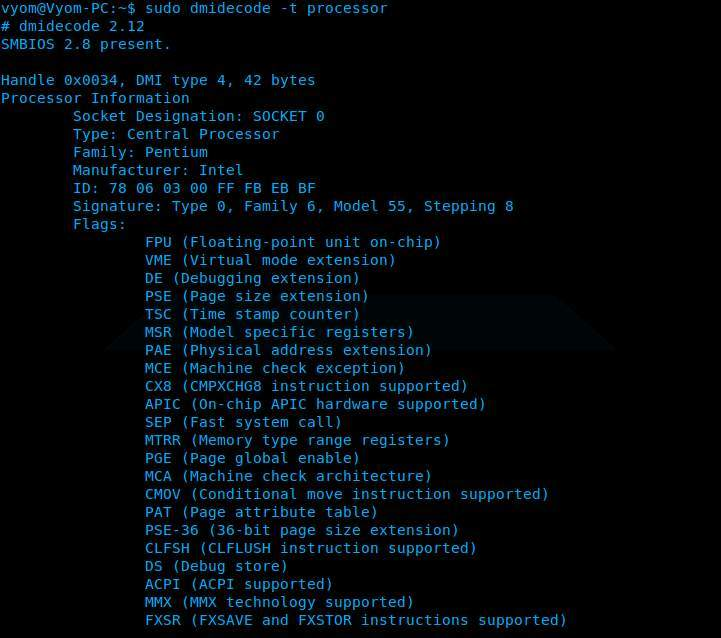 vyom@Vyom-PC:~$ sudo dmidecode -t processor
# dmidecode 2.12
SMBIOS 2.8 present.

Handle 0x0034, DMI type 4, 42 bytes
Processor Information
        Socket Designation: SOCKET 0
        Type: Central Processor
        Family: Pentium
        Manufacturer: Intel
        ID: 78 06 03 00 FF FB EB BF
        Signature: Type 0, Family 6, Model 55, Stepping 8
        Flags:
                FPU (Floating-point unit on-chip)
                VME (Virtual mode extension)
                DE (Debugging extension)
                PSE (Page size extension)
                TSC (Time stamp counter)
                MSR (Model specific registers)
                PAE (Physical address extension)
                MCE (Machine check exception)
                CX8 (CMPXCHG8 instruction supported)
                APIC (On-chip APIC hardware supported)
                SEP (Fast system call)
                MTRR (Memory type range registers)
                PGE (Page global enable)
                MCA (Machine check architecture)
                CMOV (Conditional move instruction supported)
                PAT (Page attribute table)
                PSE-36 (36-bit page size extension)
                CLFSH (CLFLUSH instruction supported)
                DS (Debug store)
                ACPI (ACPI supported)
                MMX (MMX technology supported)
                FXSR (FXSAVE and FXSTOR instructions supported)